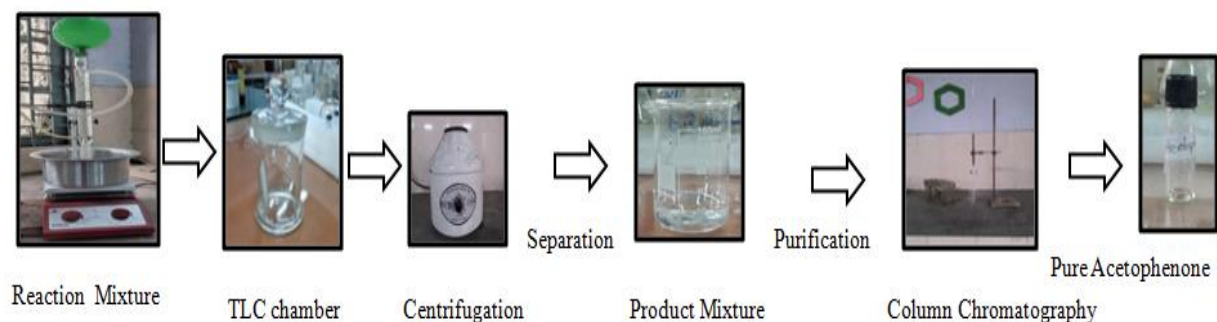 Reaction Mixture
TLC chamber
Centrifugation
Separation
Product Mixture
Purification
Column Chromatography
Pure Acetophenone